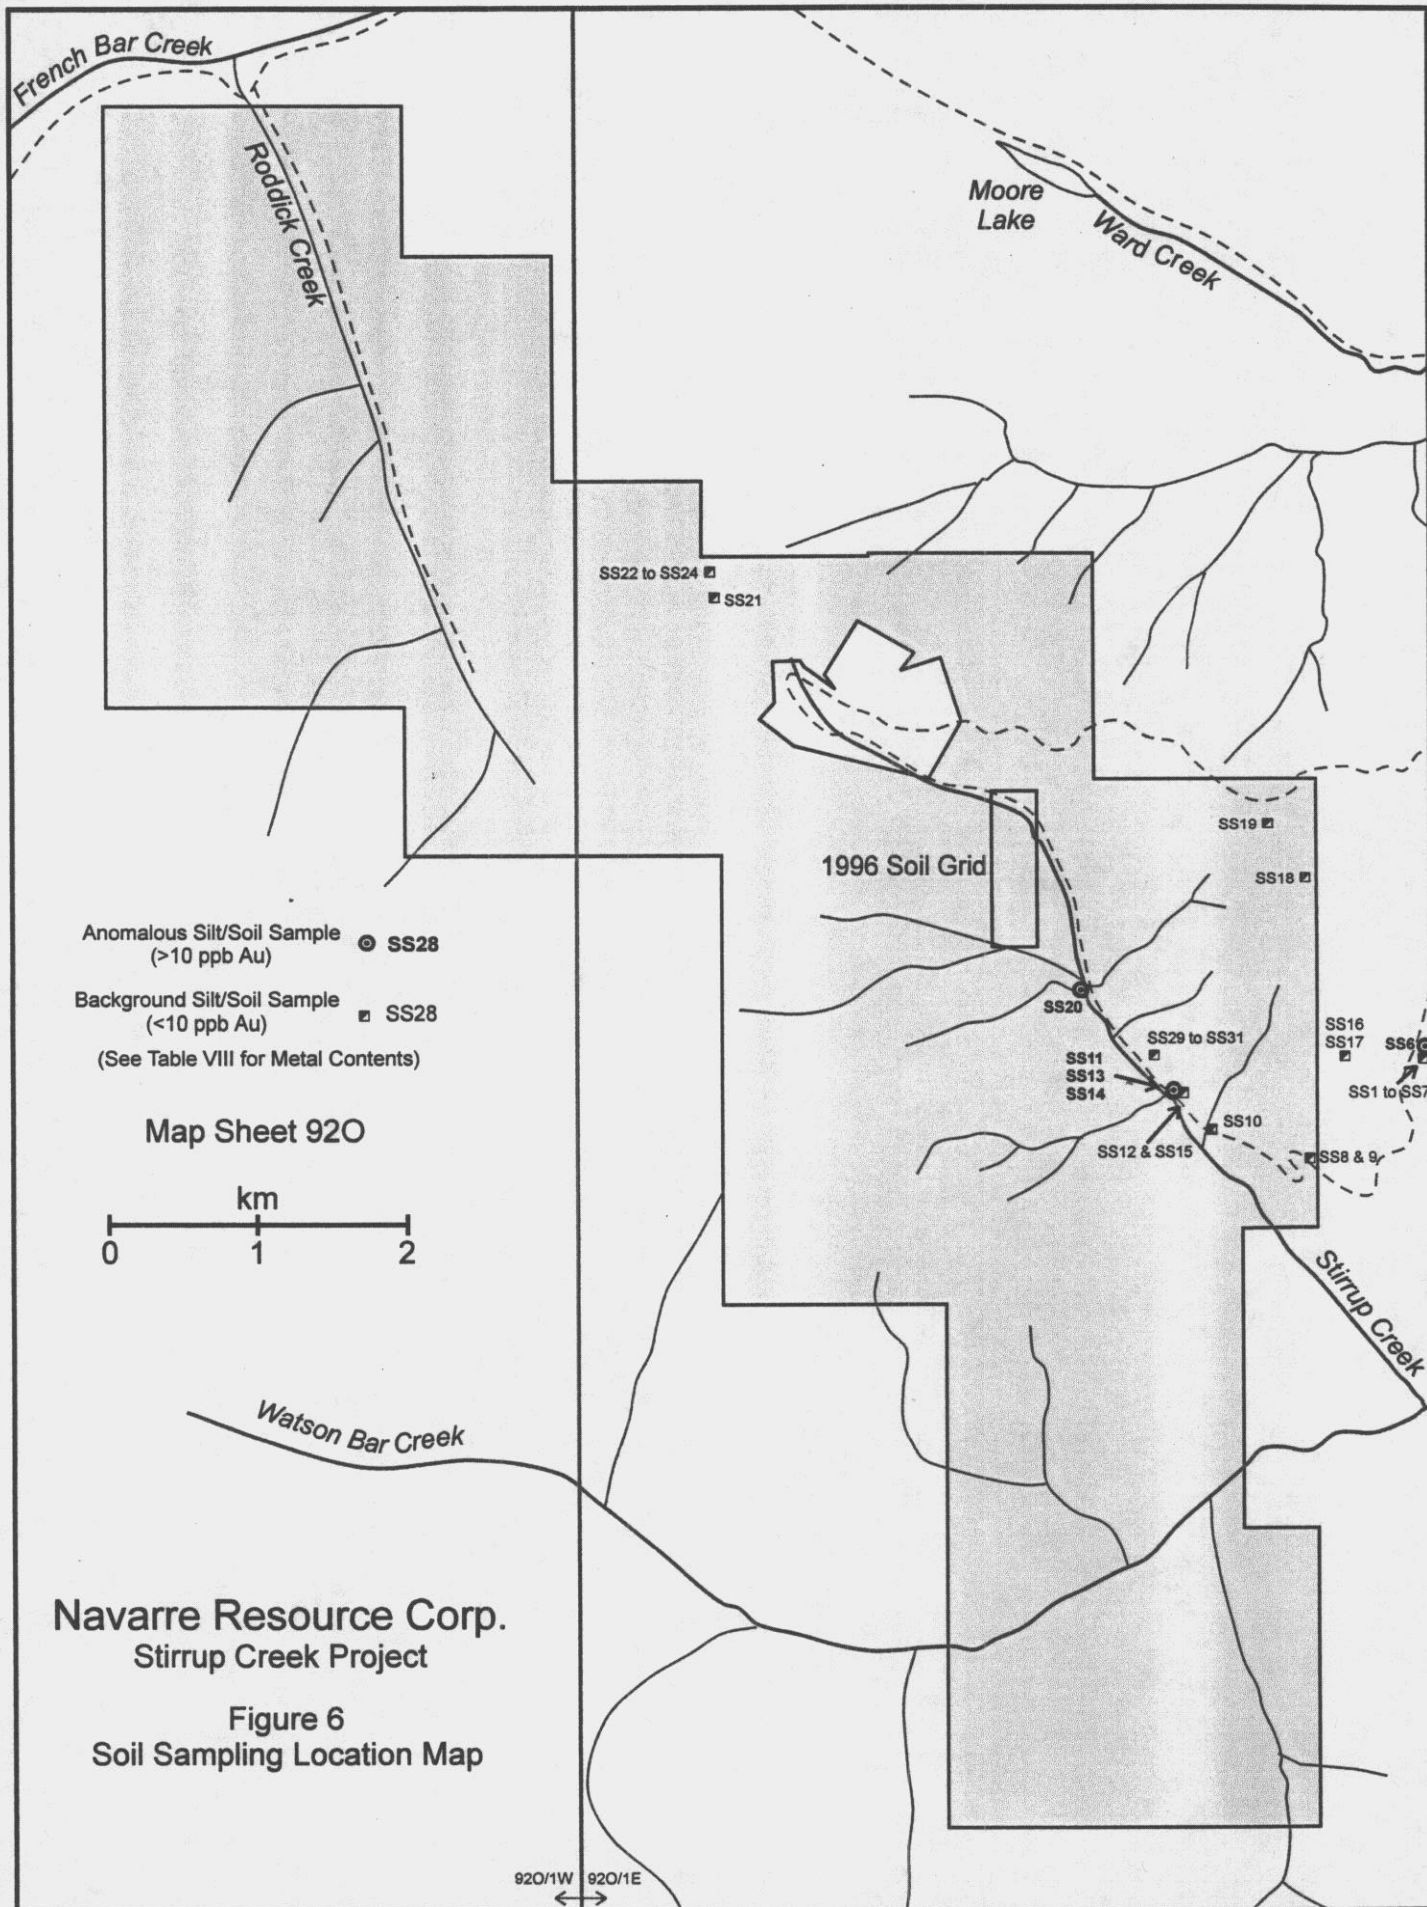 French Bar Creek
Roddick Creek
Moore
Lake
Ward Creek
SS22 to SS24
SS21
SS19
1996 Soil Grid
SS18
Anomalous Silt/Soil Sample
(>10 ppb Au)
SS28
Background Silt/Soil Sample
(<10 ppb Au)
SS28
(See Table VIII for Metal Contents)
SS20
SS16
SS17
SS6
SS29 to SS31
SS11
SS13
SS14
SS1 to SS7
SS10
SS12 & SS15
SS8 & 9
Map Sheet 92O
km
0 1 2
Stirrup Creek
Watson Bar Creek
Navarre Resource Corp.
Stirrup Creek Project
Figure 6
Soil Sampling Location Map
92O/1W 92O/1E